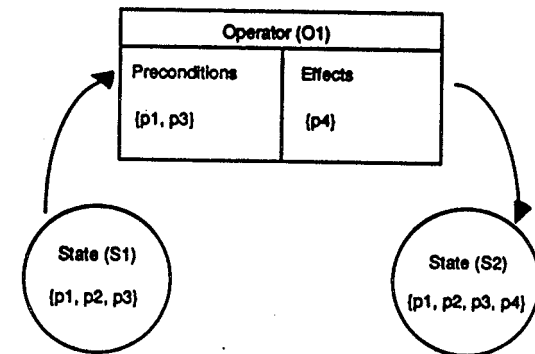 Operator (O1)
Preconditions
{p1, p3}
Effects
{p4}
State (S1)
{p1, p2, p3}
State (S2)
{p1, p2, p3, p4}